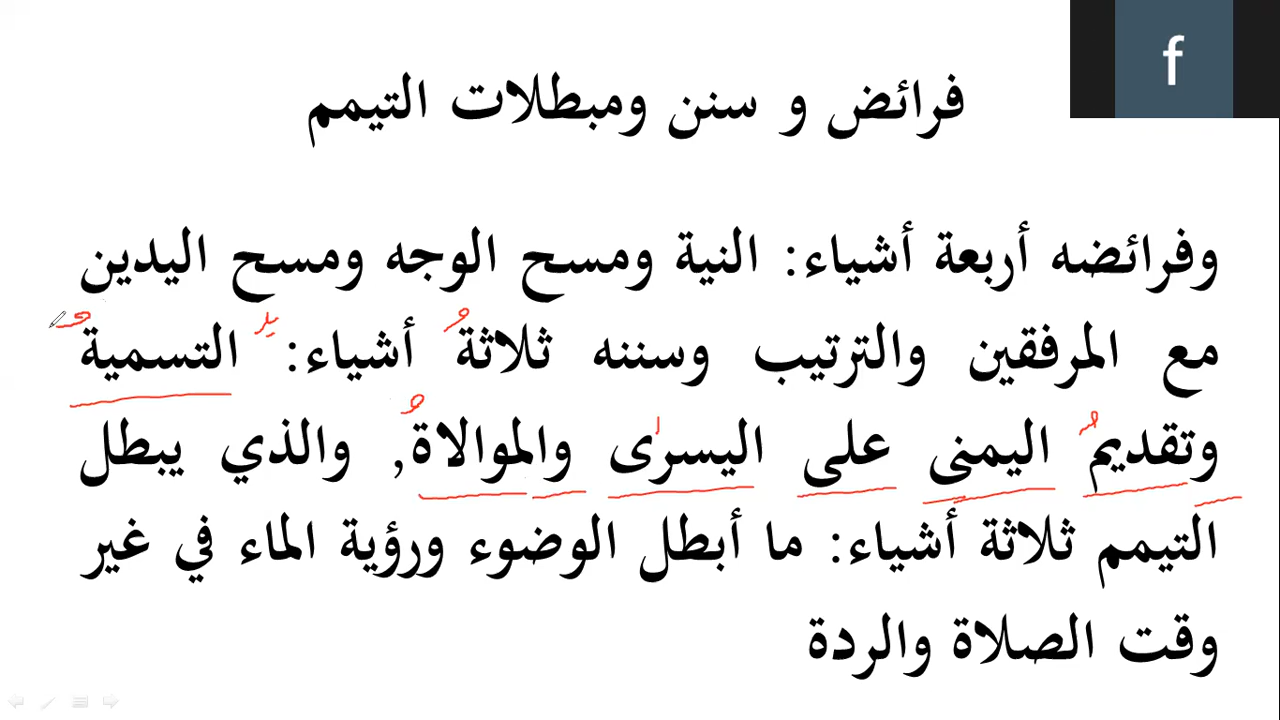 f
فرائض و سنن ومبطلات التيمم
وفرائضه أربعة أشياء: النية ومسح الوجه ومسح اليدين
مع المرفقين والترتيب وسننه ثلاثةُ أشياء: التسميةُ
وتقديمُ اليمنى على اليسرى والموالاةُ, والذي يبطل
التيمم ثلاثة أشياء: ما أبطل الوضوء ورؤية الماء في غير
وقت الصلاة والردة